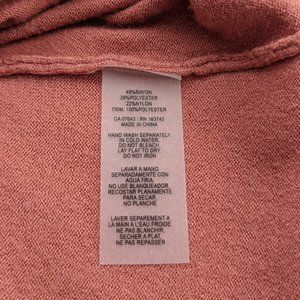 49%RAYON
29%POLYESTER
22%NYLON
TRIM: 100%POLYESTER
CA 07043 / RN 163742
MADE IN CHINA
HAND WASH SEPARATELY
IN COLD WATER.
DO NOT BLEACH.
LAY FLAT TO DRY
DO NOT IRON
LAVAR A MANO
SEPARADAMENTE CON
AGUA FRIA.
NO USE BLANQUEADOR.
RECOSTAR PLANAMENTE
PARA SECAR
NO PLANCHE
LAVER SEPAREMENT A
LA MAIN A L'EAU FROIDE.
NE PAS BLANCHIR.
SECHER A PLAT.
NE PAS REPASSER